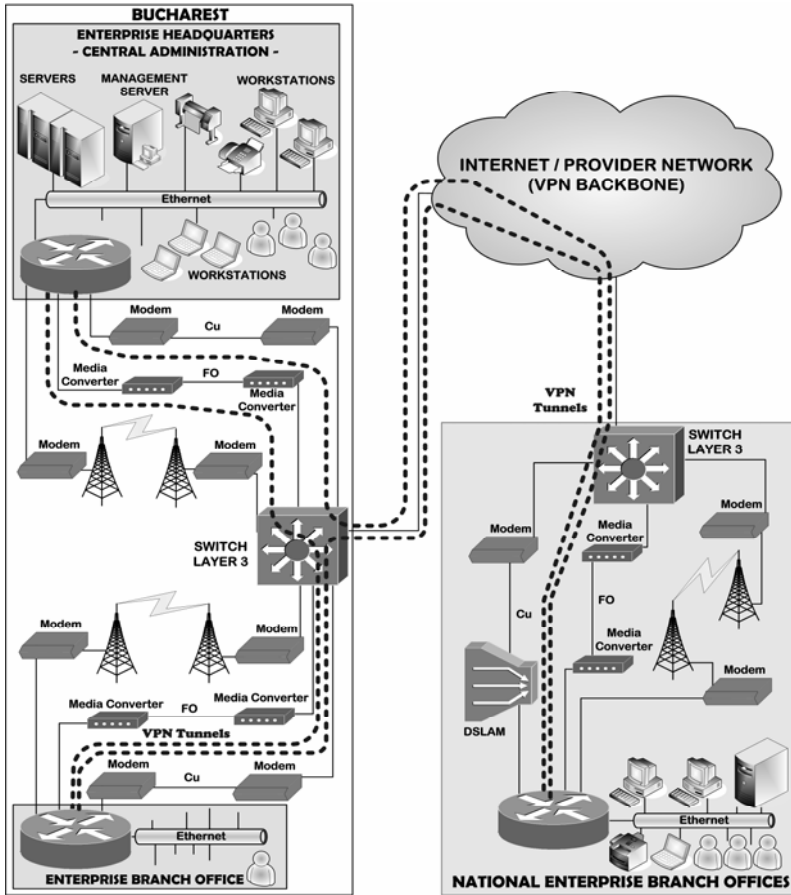 BUCHAREST
ENTERPRISE HEADQUARTERS
- CENTRAL ADMINISTRATION -
SERVERS
MANAGEMENT
SERVER
WORKSTATIONS
Ethernet
WORKSTATIONS
Modem
Cu
Modem
Media
Converter
FO
Media
Converter
Modem
Modem
SWITCH
LAYER 3
Modem
Modem
Media Converter
FO
Media Converter
VPN Tunnels
Modem
Cu
Modem
Ethernet
ENTERPRISE BRANCH OFFICE
INTERNET / PROVIDER NETWORK
(VPN BACKBONE)
VPN
Tunnels
SWITCH
LAYER 3
Modem
Media
Converter
Modem
Cu
FO
Media
Converter
Modem
DSLAM
Ethernet
NATIONAL ENTERPRISE BRANCH OFFICES